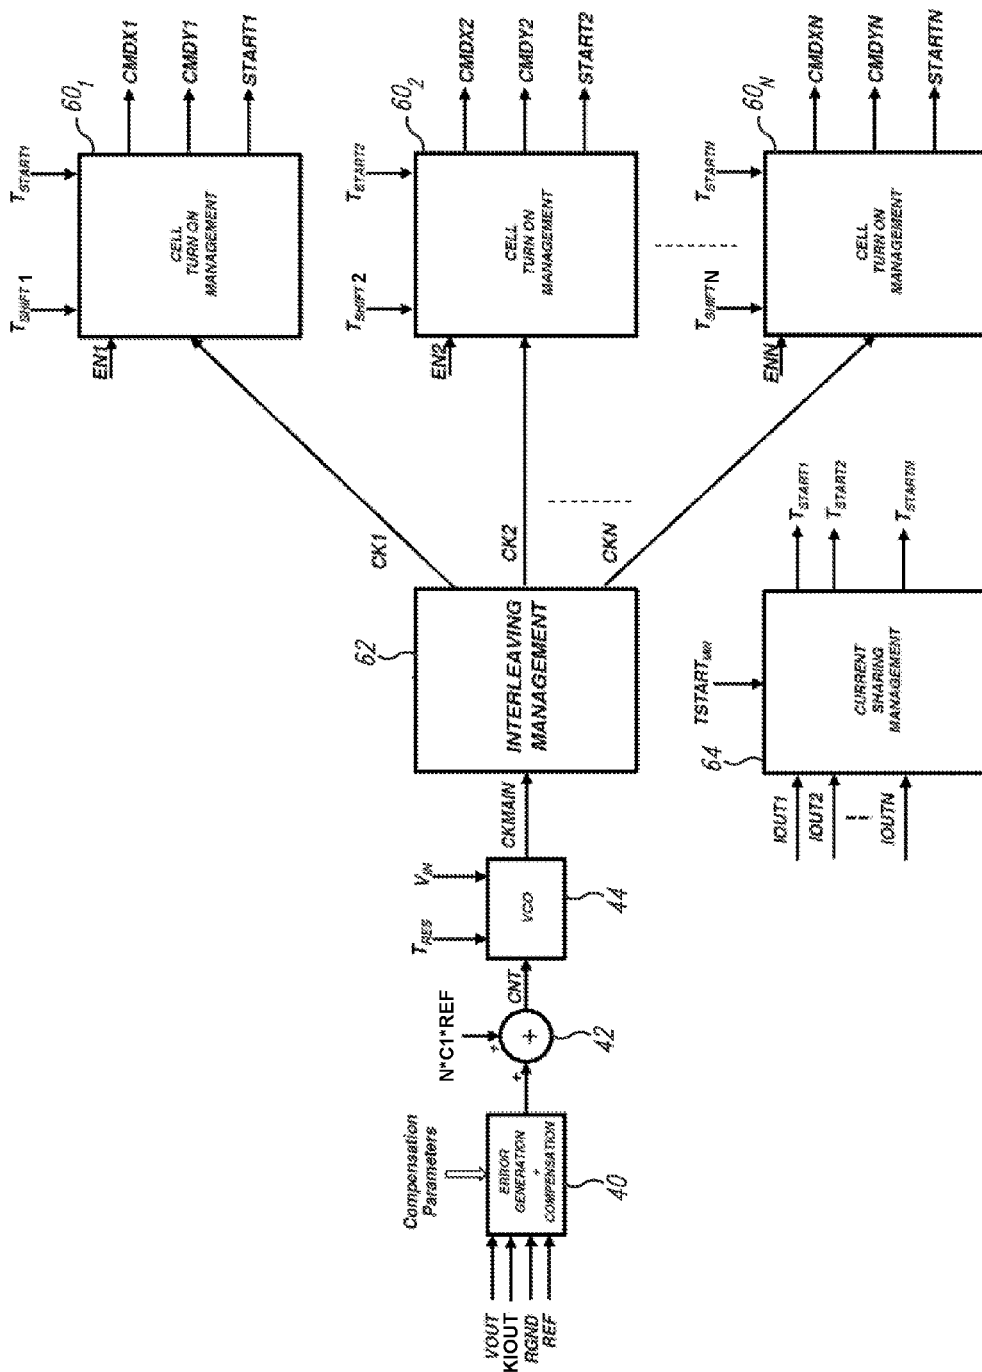 VOUT
KIOUT
RGND
REF
Compensation
Parameters
ERROR
GENERATION
+
COMPENSATION
40
+
N*C1*REF
+
+
42
CNT
T_RES
V_IN
VCO
44
CKMAIN
62
INTERLEAVING
MANAGEMENT
CK1
CK2
CKN
EN1
T_SHIFT 1
T_START1
60_1
CELL
TURN ON
MANAGEMENT
CMDX1
CMDY1
START1
EN2
T_SHIFT 2
T_START2
60_2
CELL
TURN ON
MANAGEMENT
CMDX2
CMDY2
START2
ENN
T_SHIFT N
T_STARTN
60_N
CELL
TURN ON
MANAGEMENT
CMDXN
CMDYN
STARTN
IOUT1
IOUT2
IOUTN
64
CURRENT
SHARING
MANAGEMENT
T_START1
T_START2
T_STARTN